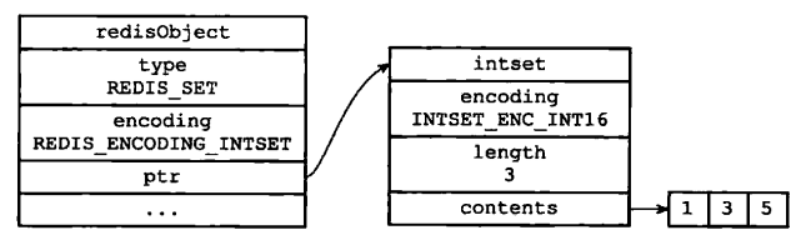 redisObject
type
REDIS_SET
encoding
REDIS_ENCODING_INTSET
ptr
...
intset
encoding
INTSET_ENC_INT16
length
3
contents
1 3 5